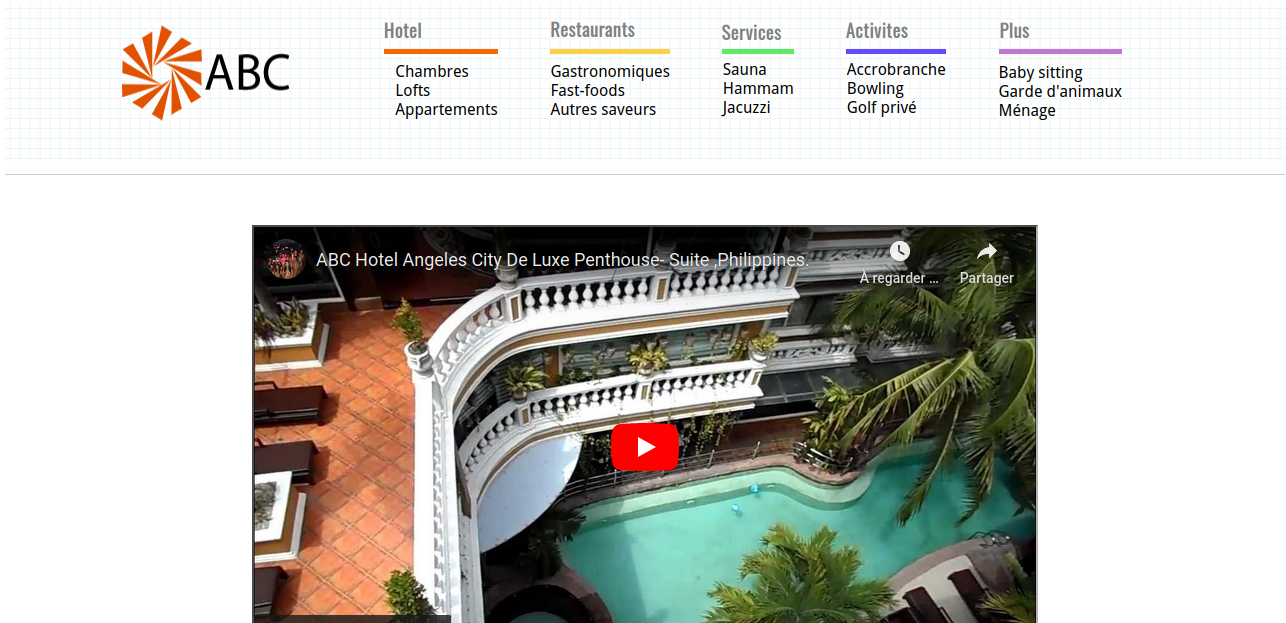 ABC
Hotel
Chambres
Lofts
Appartements
Restaurants
Gastronomiques
Fast-foods
Autres saveurs
Services
Sauna
Hammam
Jacuzzi
Activites
Accrobranche
Bowling
Golf privé
Plus
Baby sitting
Garde d'animaux
Ménage
ABC Hotel Angeles City De Luxe Penthouse- Suite ,Philippines.
À regarder ...
Partager